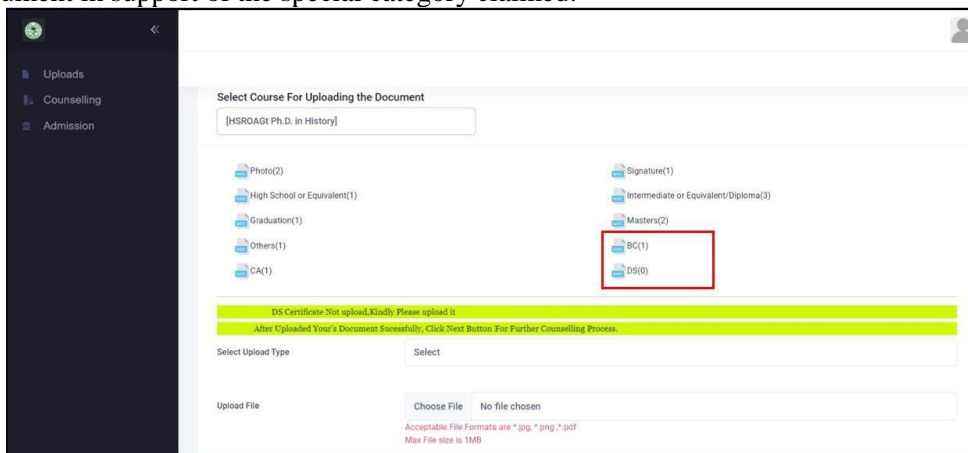 ument in support of the special category claimed.
Uploads
Counselling
Admission
Select Course For Uploading the Document
[HSROAGt Ph.D. in History]
Photo(2)
Signature(1)
High School or Equivalent(1)
Intermediate or Equivalent/Diploma(3)
Graduation(1)
Masters(2)
Others(1)
BC(1)
CA(1)
DS(0)
DS Certificate Not upload,Kindly Please upload it
After Uploaded Your's Document Sucessfully, Click Next Button For Further Counselling Process.
Select Upload Type
Select
Upload File
Choose File No file chosen
Acceptable File Formats are *.jpg, *.png ,*.pdf
Max File size is 1MB